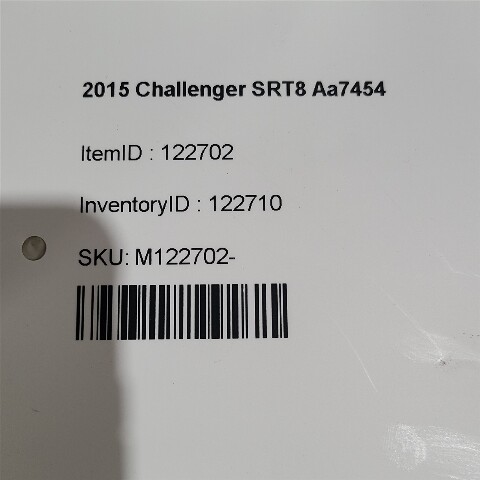 2015 Challenger SRT8 Aa7454
ItemID : 122702
InventoryID : 122710
SKU: M122702-